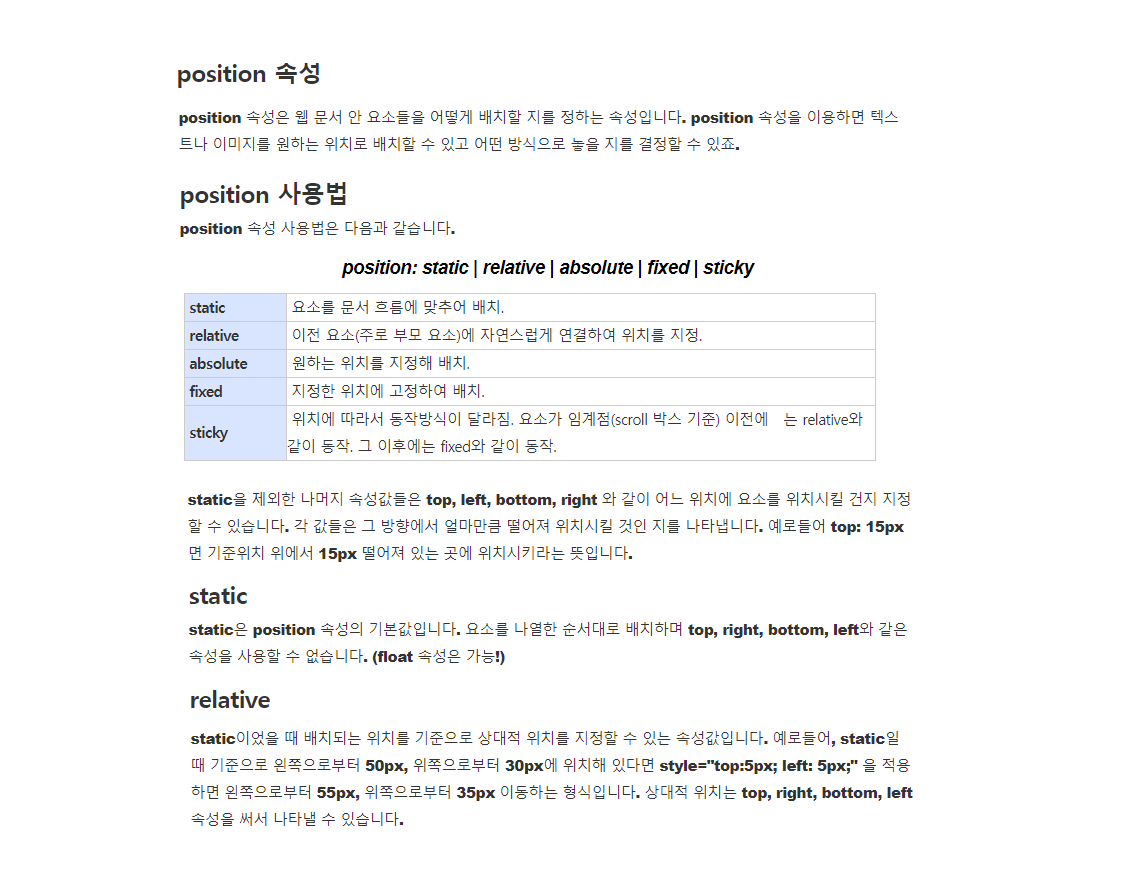 position 속성
position 속성은 웹 문서 안 요소들을 어떻게 배치할 지를 정하는 속성입니다. position 속성을 이용하면 텍스
트나 이미지를 원하는 위치로 배치할 수 있고 어떤 방식으로 놓을 지를 결정할 수 있죠.
position 사용법
position 속성 사용법은 다음과 같습니다.
position: static | relative | absolute | fixed | sticky
static 요소를 문서 흐름에 맞추어 배치.
relative 이전 요소(주로 부모 요소)에 자연스럽게 연결하여 위치를 지정.
absolute 원하는 위치를 지정해 배치.
fixed 지정한 위치에 고정하여 배치.
sticky 위치에 따라서 동작방식이 달라짐. 요소가 임계점(scroll 박스 기준) 이전에 는 relative와
같이 동작. 그 이후에는 fixed와 같이 동작.
static을 제외한 나머지 속성값들은 top, left, bottom, right 와 같이 어느 위치에 요소를 위치시킬 건지 지정
할 수 있습니다. 각 값들은 그 방향에서 얼마만큼 떨어져 위치시킬 것인 지를 나타냅니다. 예로들어 top: 15px
면 기준위치 위에서 15px 떨어져 있는 곳에 위치시키라는 뜻입니다.
static
static은 position 속성의 기본값입니다. 요소를 나열한 순서대로 배치하며 top, right, bottom, left와 같은
속성을 사용할 수 없습니다. (float 속성은 가능!)
relative
static이었을 때 배치되는 위치를 기준으로 상대적 위치를 지정할 수 있는 속성값입니다. 예로들어, static일
때 기준으로 왼쪽으로부터 50px, 위쪽으로부터 30px에 위치해 있다면 style="top:5px; left: 5px;" 을 적용
하면 왼쪽으로부터 55px, 위쪽으로부터 35px 이동하는 형식입니다. 상대적 위치는 top, right, bottom, left
속성을 써서 나타낼 수 있습니다.